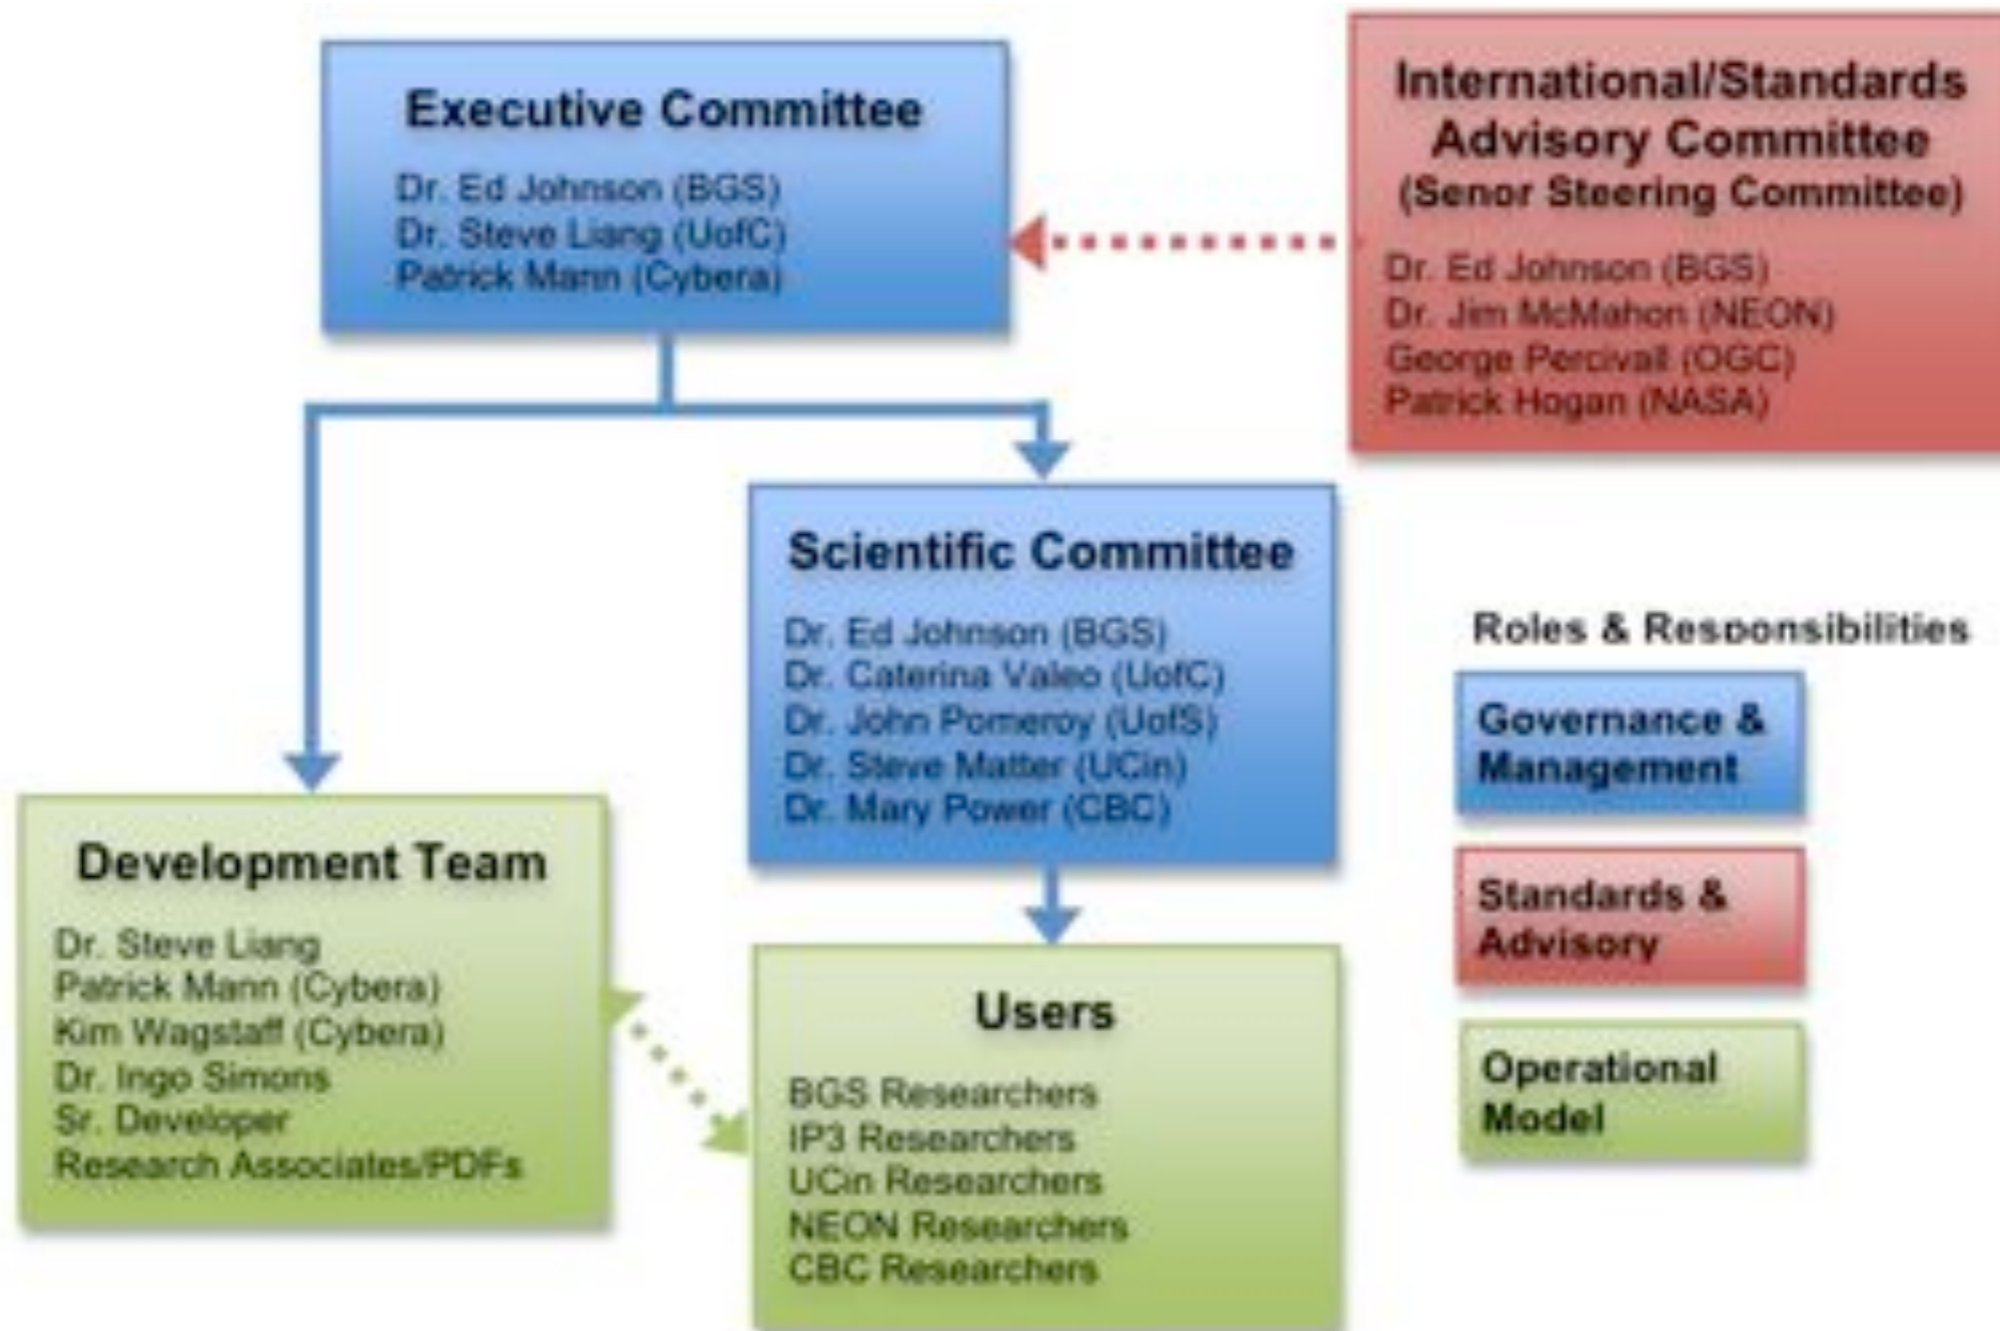 Executive Committee
Dr. Ed Johnson (BGS)
Dr. Steve Liang (UofC)
Patrick Mann (Cybera)
International/Standards
Advisory Committee
(Senor Steering Committee)
Dr. Ed Johnson (BGS)
Dr. Jim McMahon (NEON)
George Percivall (OGC)
Patrick Hogan (NASA)
Scientific Committee
Dr. Ed Johnson (BGS)
Dr. Caterina Valeo (UofC)
Dr. John Pomeroy (UofS)
Dr. Steve Matter (UCin)
Dr. Mary Power (CBC)
Development Team
Dr. Steve Liang
Patrick Mann (Cybera)
Kim Wagstaff (Cybera)
Dr. Ingo Simons
Sr. Developer
Research Associates/PDFs
Users
BGS Researchers
IP3 Researchers
UCin Researchers
NEON Researchers
CBC Researchers
Roles & Responsibilities
Governance &
Management
Standards &
Advisory
Operational
Model